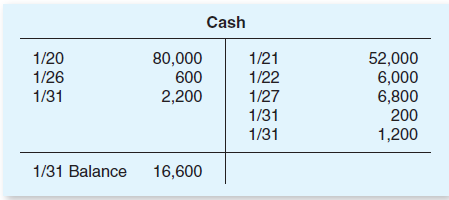 Cash
1/20 80,000 1/21 52,000
1/26 600 1/22 6,000
1/31 2,200 1/27 6,800
1/31 200
1/31 1,200
1/31 Balance 16,600